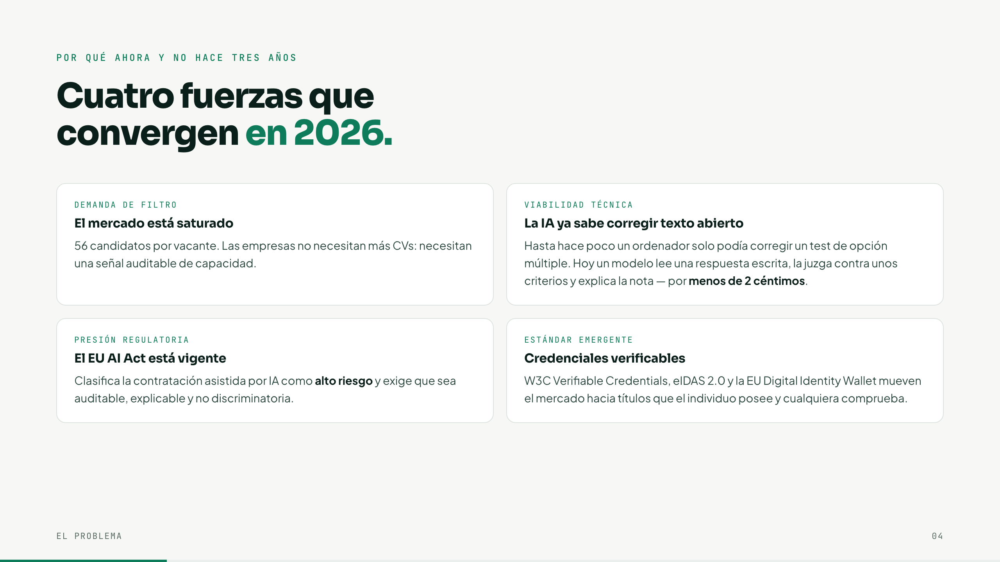 POR QUÉ AHORA Y NO HACE TRES AÑOS
Cuatro fuerzas que
convergen en 2026.
DEMANDA DE FILTRO
El mercado está saturado
56 candidatos por vacante. Las empresas no necesitan más CVs: necesitan
una señal auditable de capacidad.
VIABILIDAD TÉCNICA
La IA ya sabe corregir texto abierto
Hasta hace poco un ordenador solo podía corregir un test de opción
múltiple. Hoy un modelo lee una respuesta escrita, la juzga contra unos
criterios y explica la nota — por menos de 2 céntimos.
PRESIÓN REGULATORIA
El EU AI Act está vigente
Clasifica la contratación asistida por IA como alto riesgo y exige que sea
auditable, explicable y no discriminatoria.
ESTÁNDAR EMERGENTE
Credenciales verificables
W3C Verifiable Credentials, eIDAS 2.0 y la EU Digital Identity Wallet mueven
el mercado hacia títulos que el individuo posee y cualquiera comprueba.
EL PROBLEMA
04